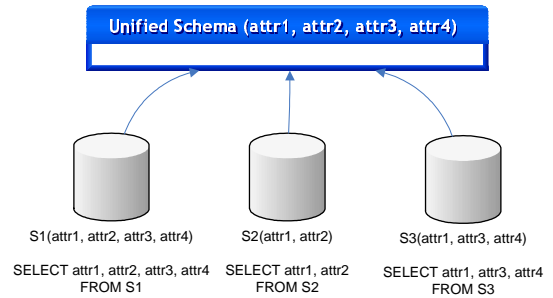 Unified Schema (attr1, attr2, attr3, attr4)
S1(attr1, attr2, attr3, attr4)
SELECT attr1, attr2, attr3, attr4
FROM S1
S2(attr1, attr2)
SELECT attr1, attr2
FROM S2
S3(attr1, attr3, attr4)
SELECT attr1, attr3, attr4
FROM S3